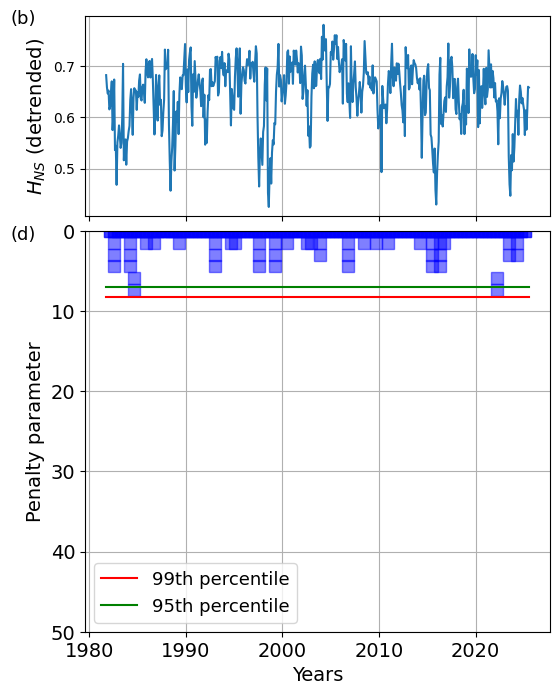 (b)
H_NS (detrended)
0.7
0.6
0.5
(d)
Penalty parameter
0
10
20
30
40
50
99th percentile
95th percentile
1980 1990 2000 2010 2020
Years